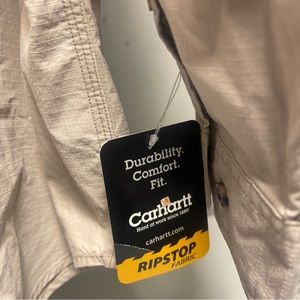 Durability.
Comfort.
Fit.
Carhartt
Hard at work since 1889.
carhartt.com
RIPSTOP
FABRIC